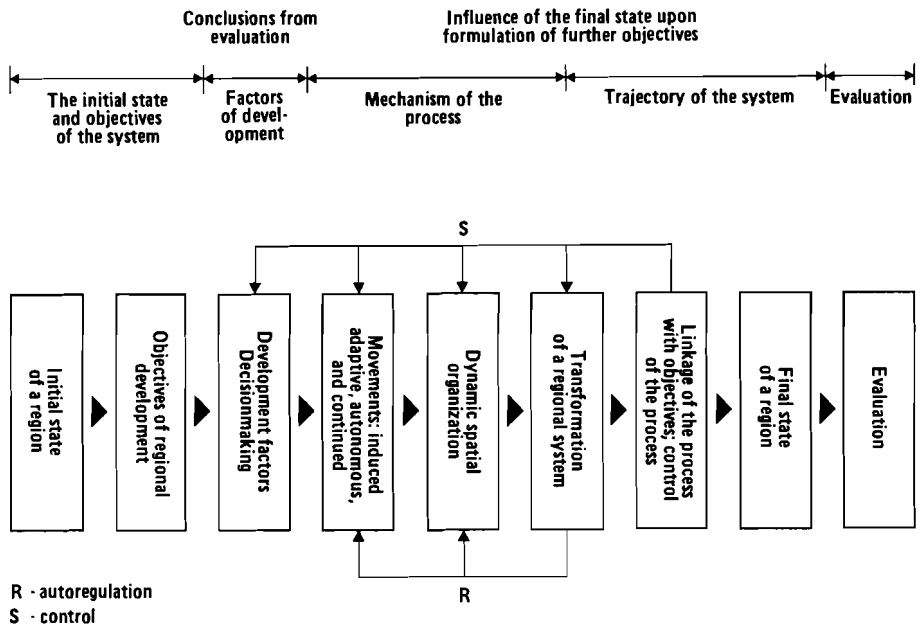 Conclusions from
evaluation
Influence of the final state upon
formulation of further objectives
The initial state
and objectives
of the system
Factors
of devel-
opment
Mechanism of the
process
Trajectory of the system
Evaluation
S
Initial state
of a region
Objectives of regional
development
Development factors
Decisionmaking
Movements: induced
adaptive, autonomous,
and continued
Dynamic spatial
organization
Transformation
of a regional system
Linkage of the process
with objectives; control
of the process
Final state
of a region
Evaluation
R
R - autoregulation
S - control